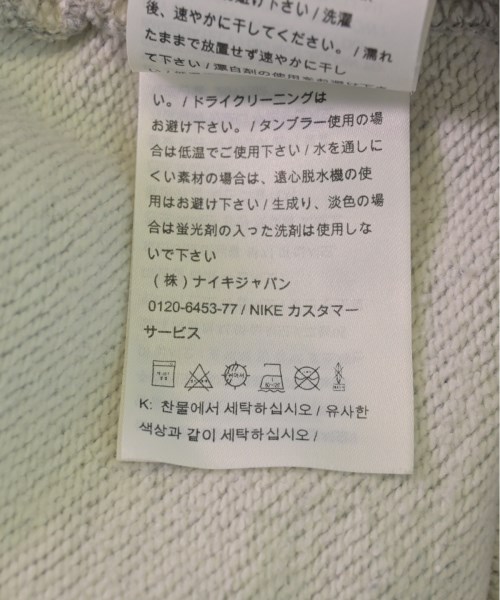 後、速やかに干してください。/ 濡れ
たままで放置せず速やかに干し
て下さい /
い。/ ドライクリーニングは
お避け下さい。/ タンブラー使用の場
合は低温でご使用下さい / 水を通しに
くい素材の場合は、遠心脱水機の使
用はお避け下さい / 生成り、淡色の場
合は蛍光剤の入った洗剤は使用しな
いで下さい
(株) ナイキジャパン
0120-6453-77 / NIKE カスタマー
サービス
K: 찬물에서 세탁하십시오 / 유사한
색상과 같이 세탁하십시오 /